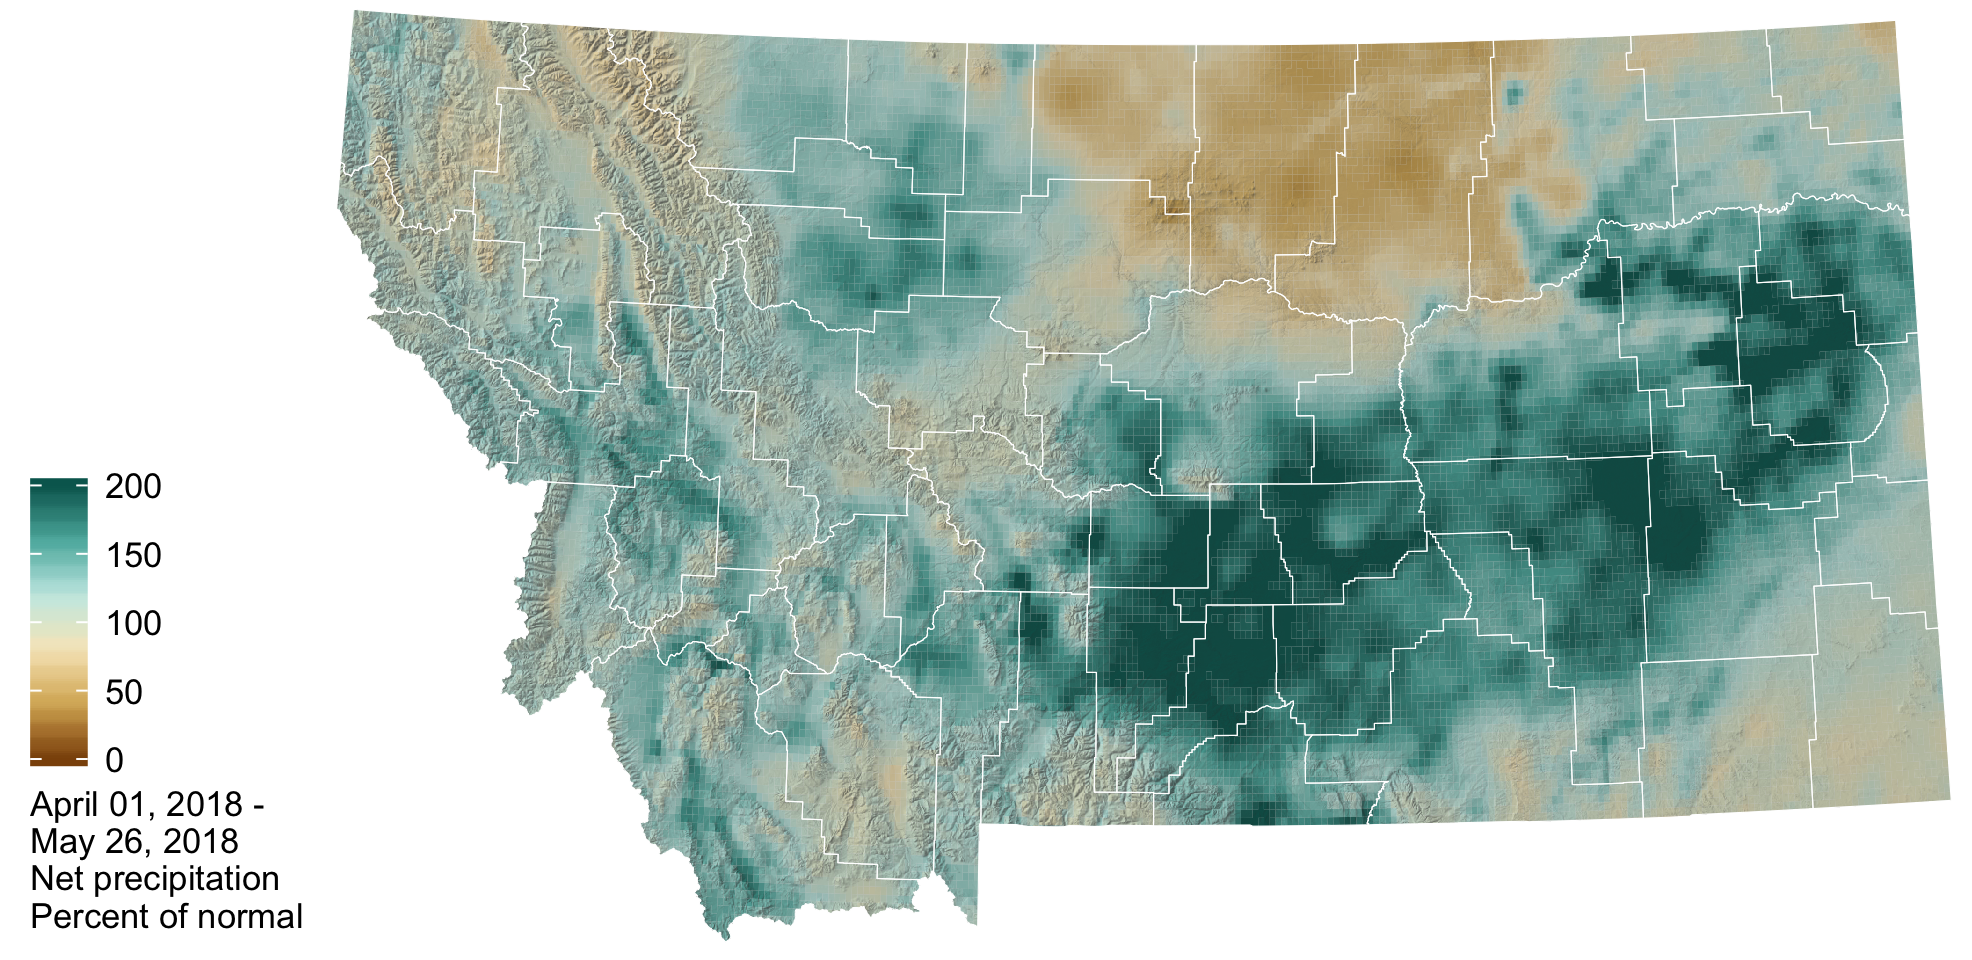 200
150
100
50
0
April 01, 2018 -
May 26, 2018
Net precipitation
Percent of normal